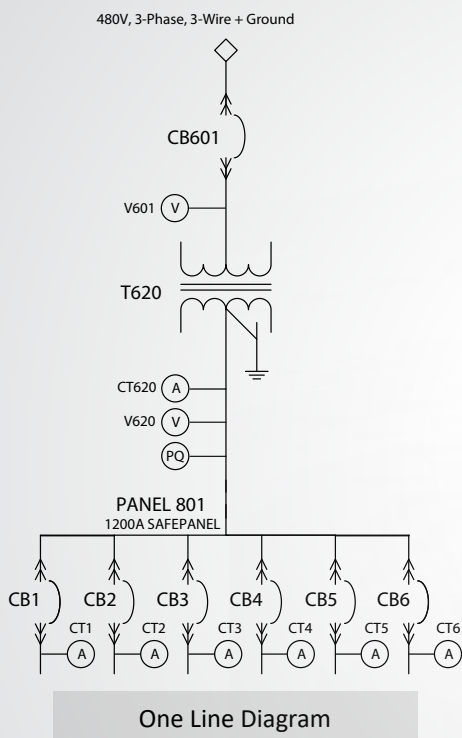 480V, 3-Phase, 3-Wire + Ground
CB601
V601 V
T620
CT620 A
V620 V
PQ
PANEL 801
1200A SAFEPANEL
CB1 CB2 CB3 CB4 CB5 CB6
CT1 CT2 CT3 CT4 CT5 CT6
A A A A A A
One Line Diagram